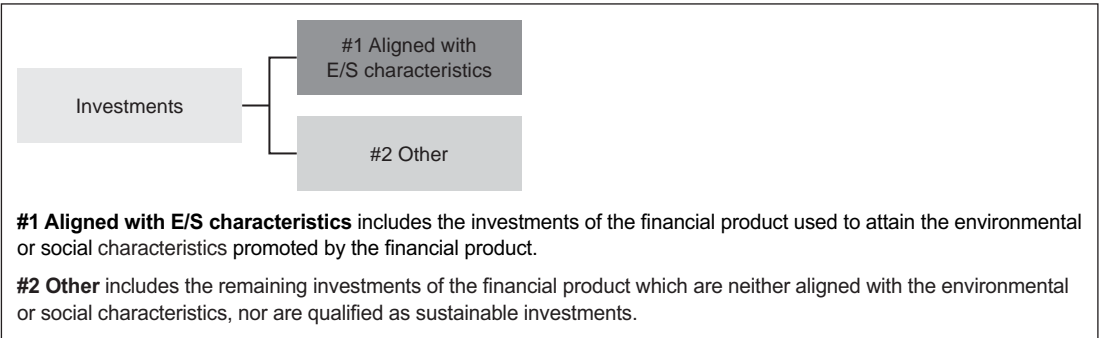 #1 Aligned with
E/S characteristics
Investments
#2 Other
#1 Aligned with E/S characteristics includes the investments of the financial product used to attain the environmental
or social characteristics promoted by the financial product.
#2 Other includes the remaining investments of the financial product which are neither aligned with the environmental
or social characteristics, nor are qualified as sustainable investments.